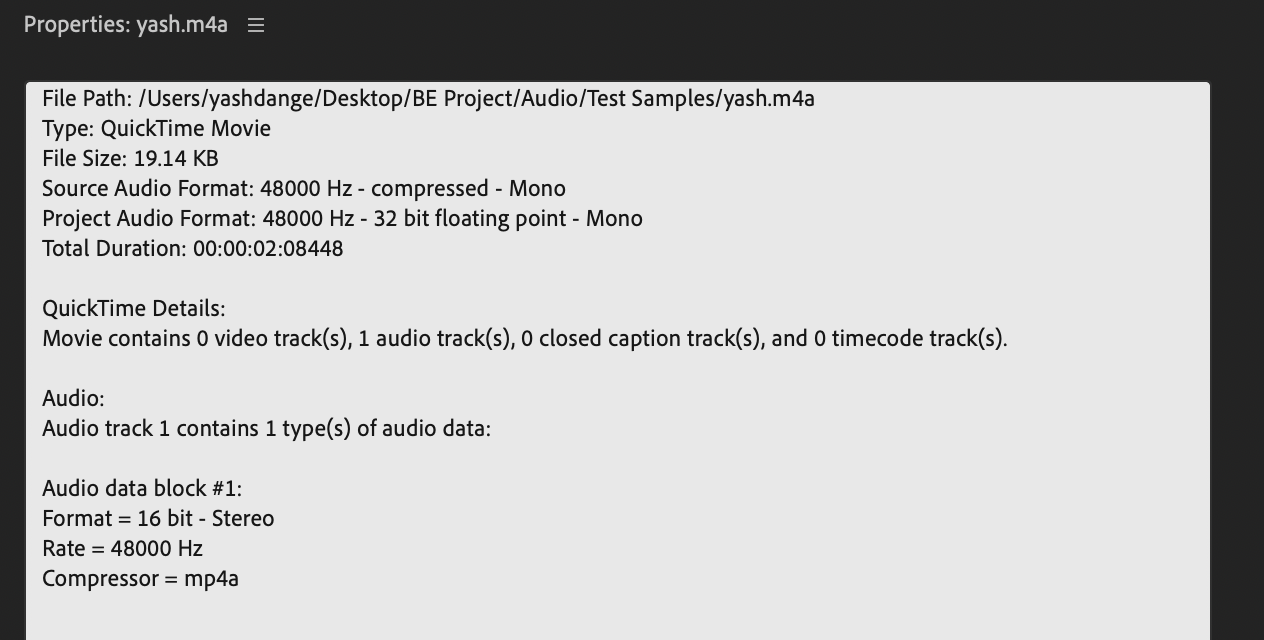 Properties: yash.m4a
File Path: /Users/yashdange/Desktop/BE Project/Audio/Test Samples/yash.m4a
Type: QuickTime Movie
File Size: 19.14 KB
Source Audio Format: 48000 Hz - compressed - Mono
Project Audio Format: 48000 Hz - 32 bit floating point - Mono
Total Duration: 00:00:02:08448
QuickTime Details:
Movie contains 0 video track(s), 1 audio track(s), 0 closed caption track(s), and 0 timecode track(s).
Audio:
Audio track 1 contains 1 type(s) of audio data:
Audio data block #1:
Format = 16 bit - Stereo
Rate = 48000 Hz
Compressor = mp4a